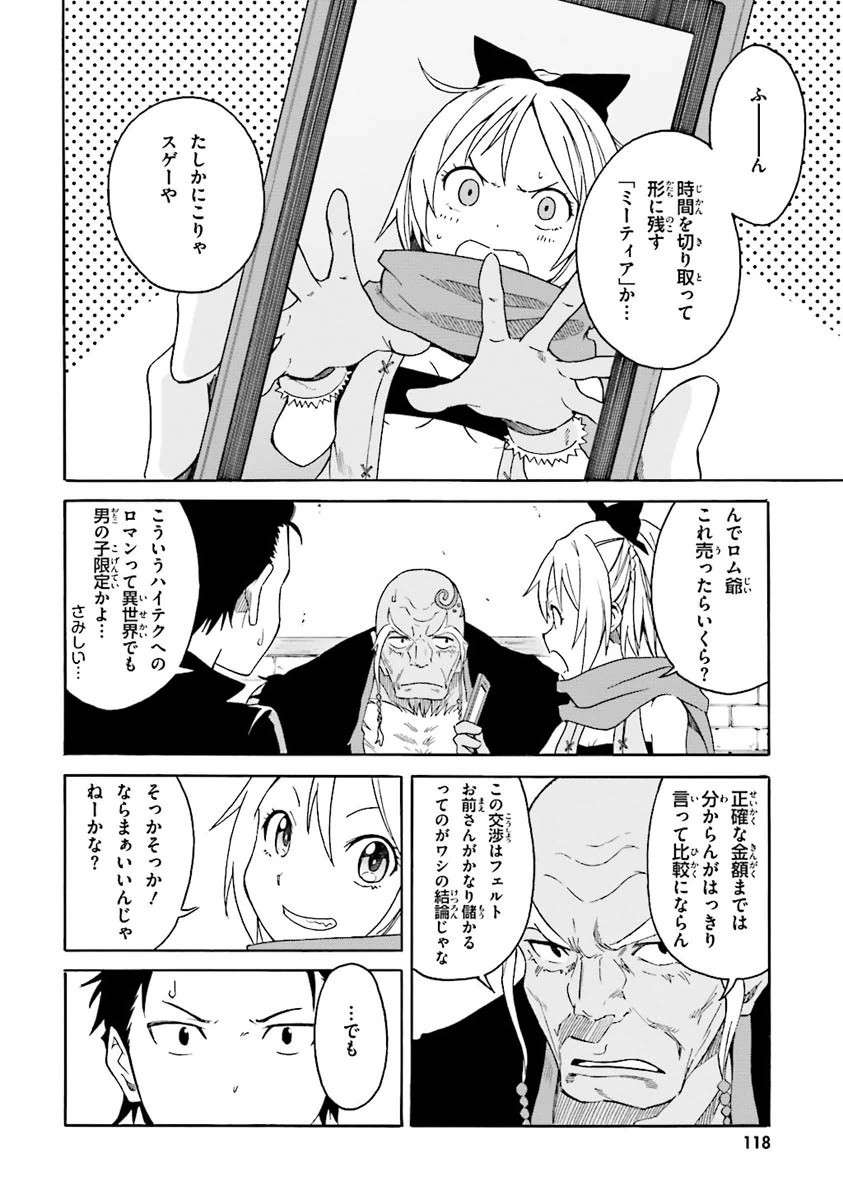 ふーん
時間を切り取って
形に残す
「ミーティア」か…
たしかにこりゃ
スゲーや
んでロム爺
これ売ったらいくら?
こういうハイテクへの
ロマンって異世界でも
男の子限定かよ…
さみしい…
正確な金額までは
分からんがはっきり
言って比較にならん
この交渉はフェルト
お前さんがかなり儲かる
ってのがワシの結論じゃな
そっかそっか!
ならまぁいいんじゃ
ねーかな?
…でも
118